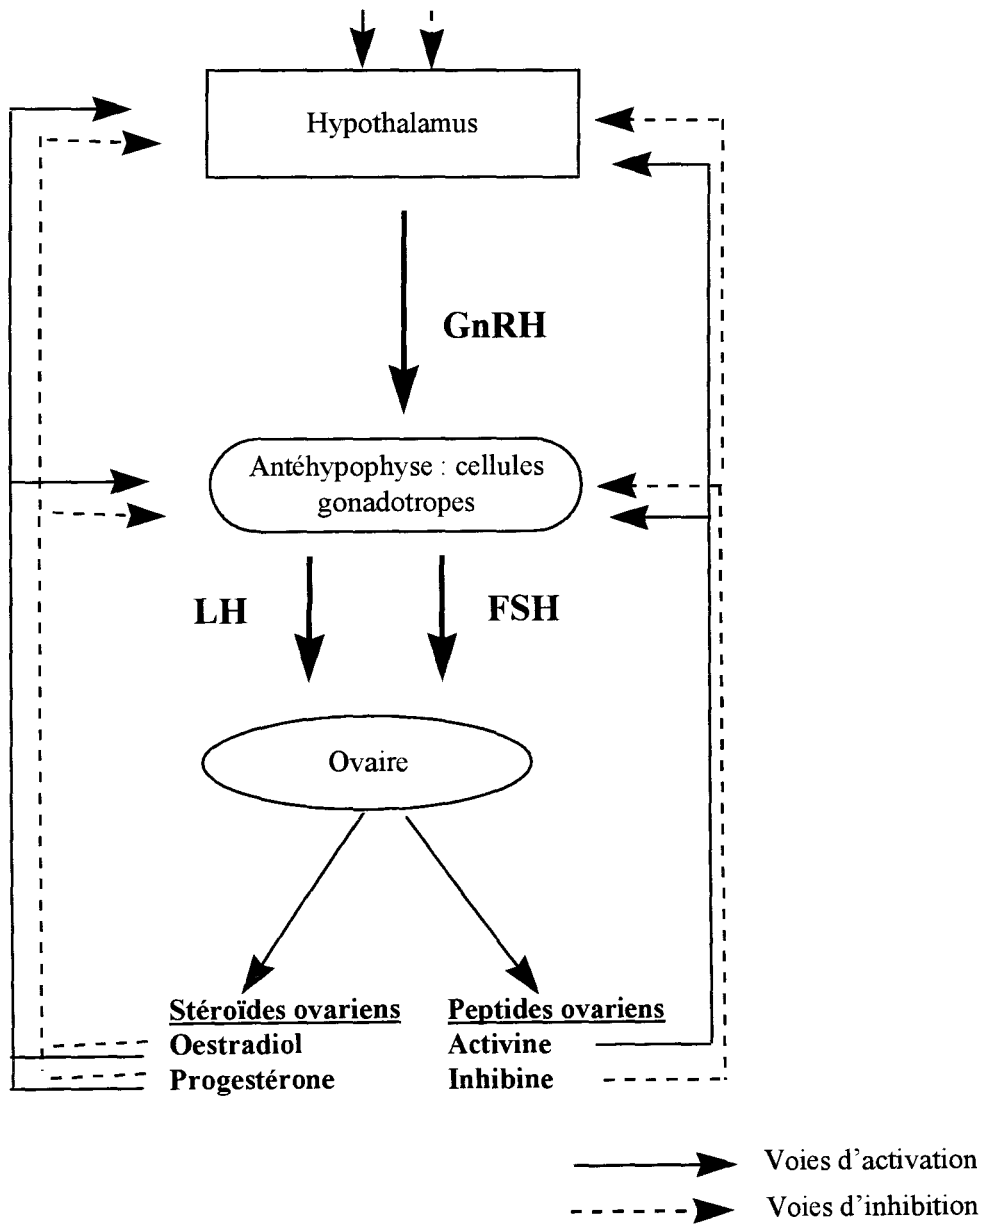 Hypothalamus
GnRH
Antéhypophyse : cellules
gonadotropes
LH
FSH
Ovaire
Stéroïdes ovariens
Oestradiol
Progestérone
Peptides ovariens
Activine
Inhibine
Voies d'activation
Voies d'inhibition